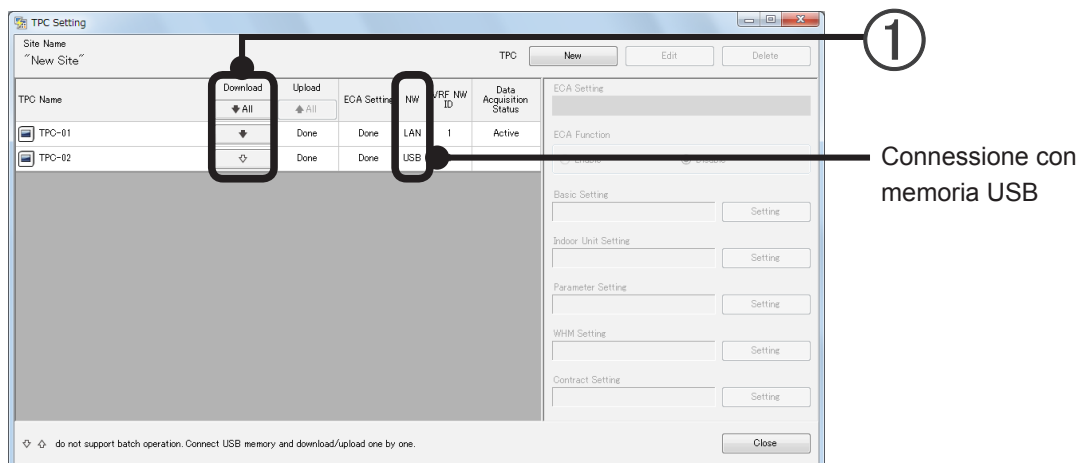 TPC Setting
Site Name
"New Site"
TPC New Edit Delete
TPC Name
Download
All
Upload
All
ECA Setting
NW
VRF NW
ID
Data
Acquisition
Status
TPC-01 Done Done LAN 1 Active
TPC-02 Done Done USB
ECA Setting
ECA Function
Enable Disable
Basic Setting
Setting
Indoor Unit Setting
Setting
Parameter Setting
Setting
WHM Setting
Setting
Contract Setting
Setting
do not support batch operation. Connect USB memory and download/upload one by one.
Close
①
Connessione con
memoria USB